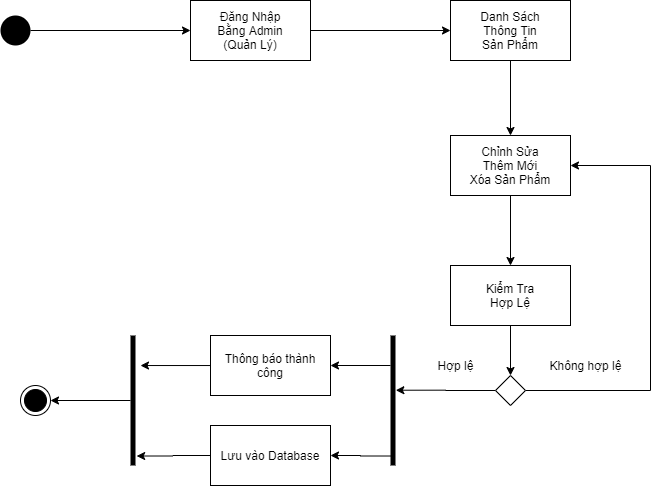 Đăng Nhập
Bằng Admin
(Quản Lý)
Danh Sách
Thông Tin
Sản Phẩm
Chỉnh Sửa
Thêm Mới
Xóa Sản Phẩm
Kiểm Tra
Hợp Lệ
Hợp lệ
Không hợp lệ
Thông báo thành
công
Lưu vào Database